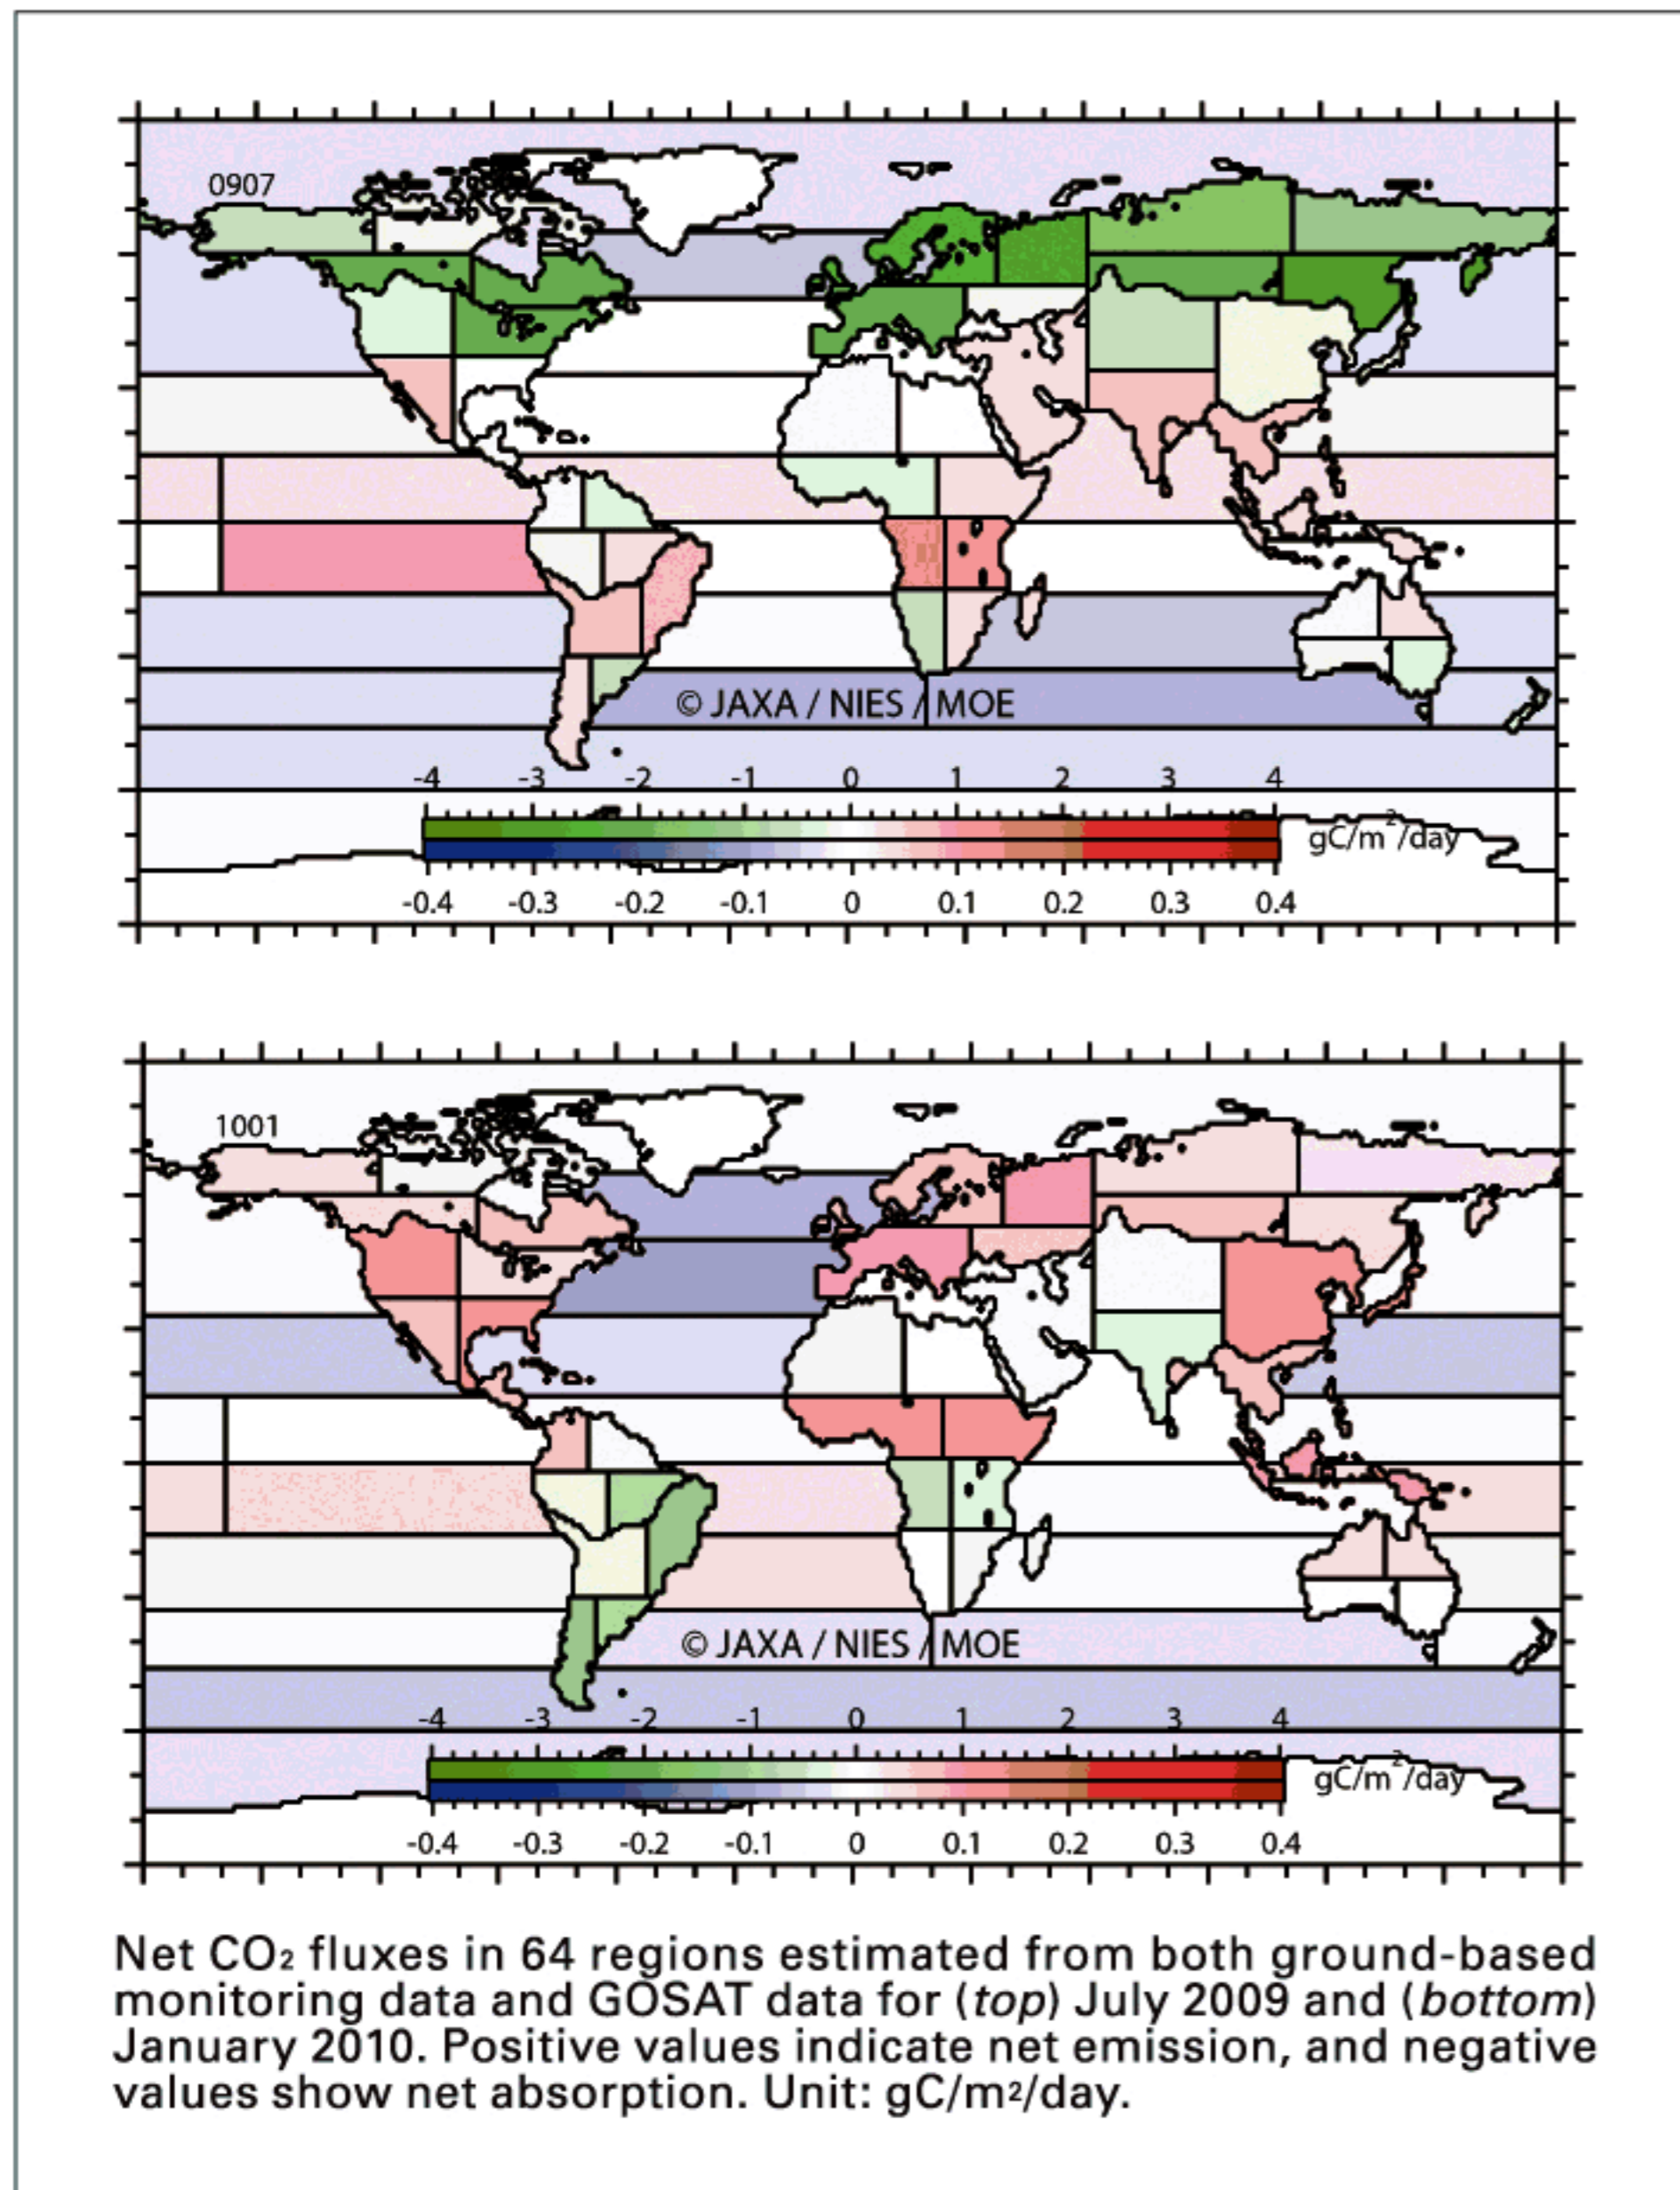 0907
© JAXA / NIES / MOE
-4 -3 -2 -1 0 1 2 3 4
gC/m2/day
-0.4 -0.3 -0.2 -0.1 0 0.1 0.2 0.3 0.4
1001
© JAXA / NIES / MOE
-4 -3 -2 -1 0 1 2 3 4
gC/m2/day
-0.4 -0.3 -0.2 -0.1 0 0.1 0.2 0.3 0.4
Net CO2 fluxes in 64 regions estimated from both ground-based
monitoring data and GOSAT data for (top) July 2009 and (bottom)
January 2010. Positive values indicate net emission, and negative
values show net absorption. Unit: gC/m2/day.